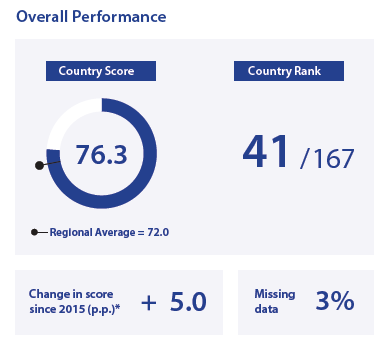 Overall Performance
Country Score
Country Rank
76.3
41 /167
Regional Average = 72.0
Change in score
since 2015 (p.p.)*
+ 5.0
Missing
data
3%